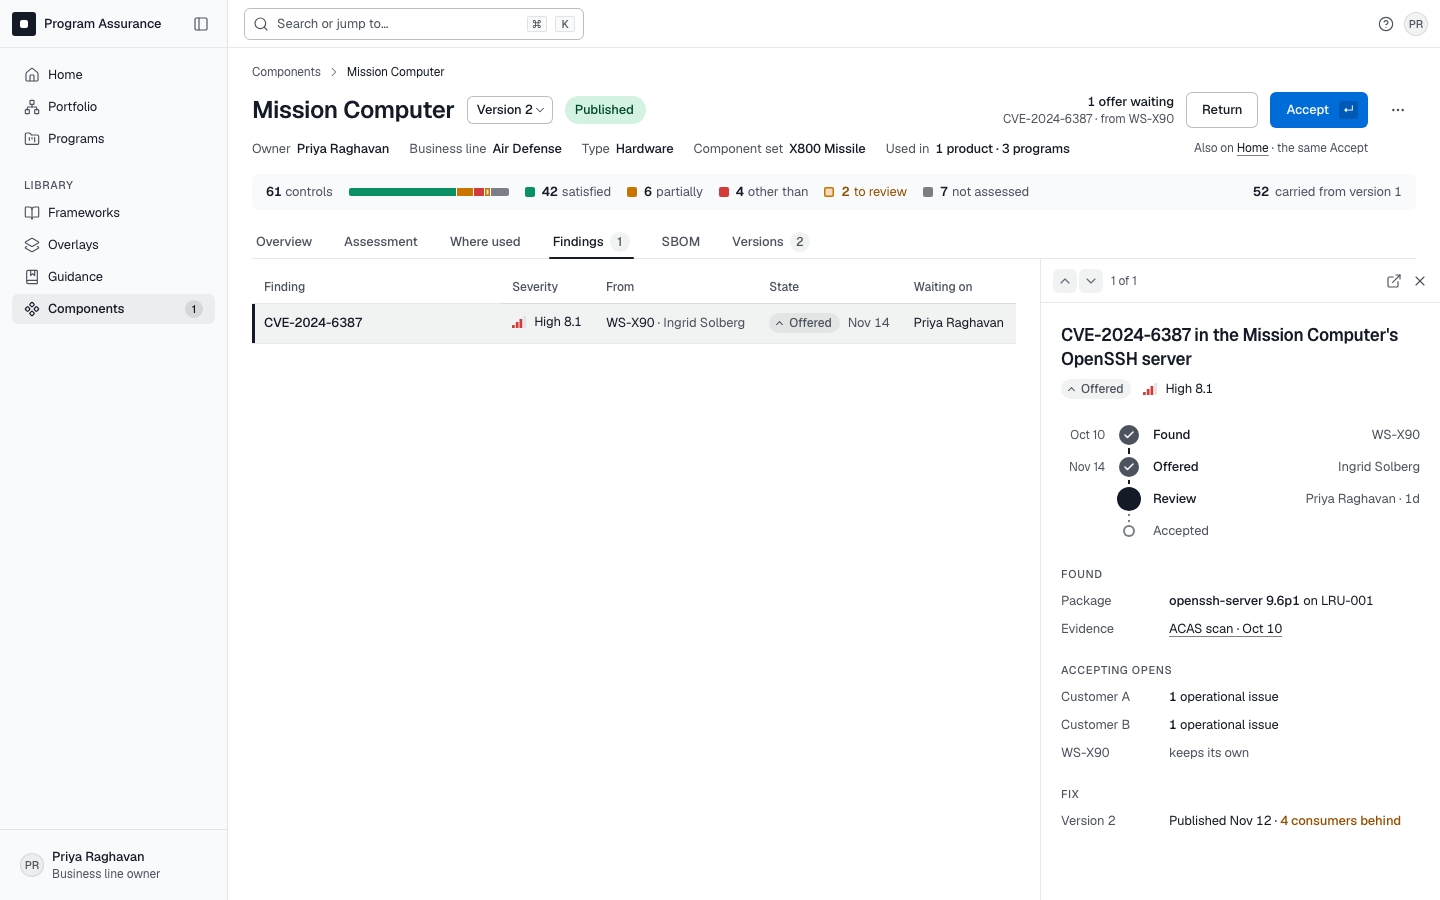 Program Assurance
Search or jump to...
⌘ K
PR
Home
Portfolio
Programs
LIBRARY
Frameworks
Overlays
Guidance
Components 1
PR
Priya Raghavan
Business line owner
Components > Mission Computer
Mission Computer
Version 2
Published
1 offer waiting
CVE-2024-6387 · from WS-X90
Return
Accept
Owner Priya Raghavan Business line Air Defense Type Hardware Component set X800 Missile Used in 1 product · 3 programs
Also on Home · the same Accept
61 controls
42 satisfied
6 partially
4 other than
2 to review
7 not assessed
52 carried from version 1
Overview
Assessment
Where used
Findings 1
SBOM
Versions 2
Finding Severity From State Waiting on
CVE-2024-6387 High 8.1 WS-X90 · Ingrid Solberg Offered Nov 14 Priya Raghavan
1 of 1
CVE-2024-6387 in the Mission Computer's
OpenSSH server
Offered High 8.1
Oct 10 Found WS-X90
Nov 14 Offered Ingrid Solberg
Review Priya Raghavan · 1d
Accepted
FOUND
Package openssh-server 9.6p1 on LRU-001
Evidence ACAS scan · Oct 10
ACCEPTING OPENS
Customer A 1 operational issue
Customer B 1 operational issue
WS-X90 keeps its own
FIX
Version 2 Published Nov 12 · 4 consumers behind